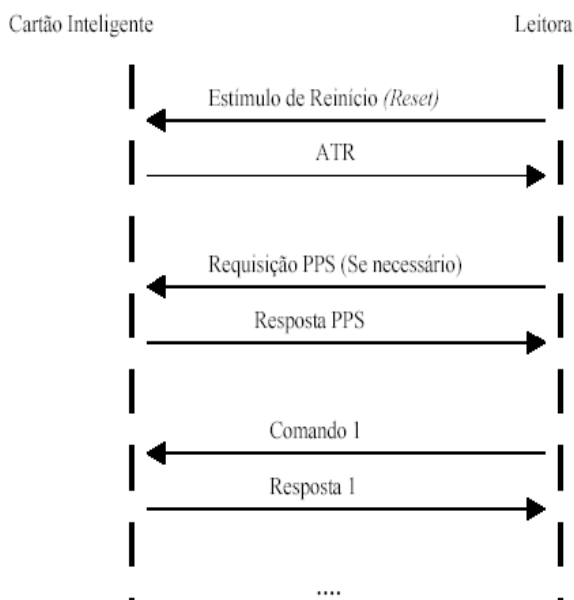 Cartão Inteligente
Leitora
Estímulo de Reinício (Reset)
ATR
Requisição PPS (Se necessário)
Resposta PPS
Comando 1
Resposta 1
....